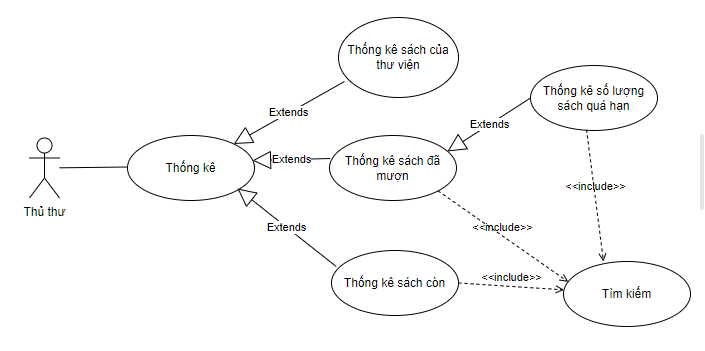 Thống kê sách của
thư viện
Thống kê số lượng
sách quá hạn
Extends
Extends
Thống kê
Extends
Thống kê sách đã
mượn
<<include>>
Thủ thư
Extends
<<include>>
Thống kê sách còn
<<include>>
Tìm kiếm